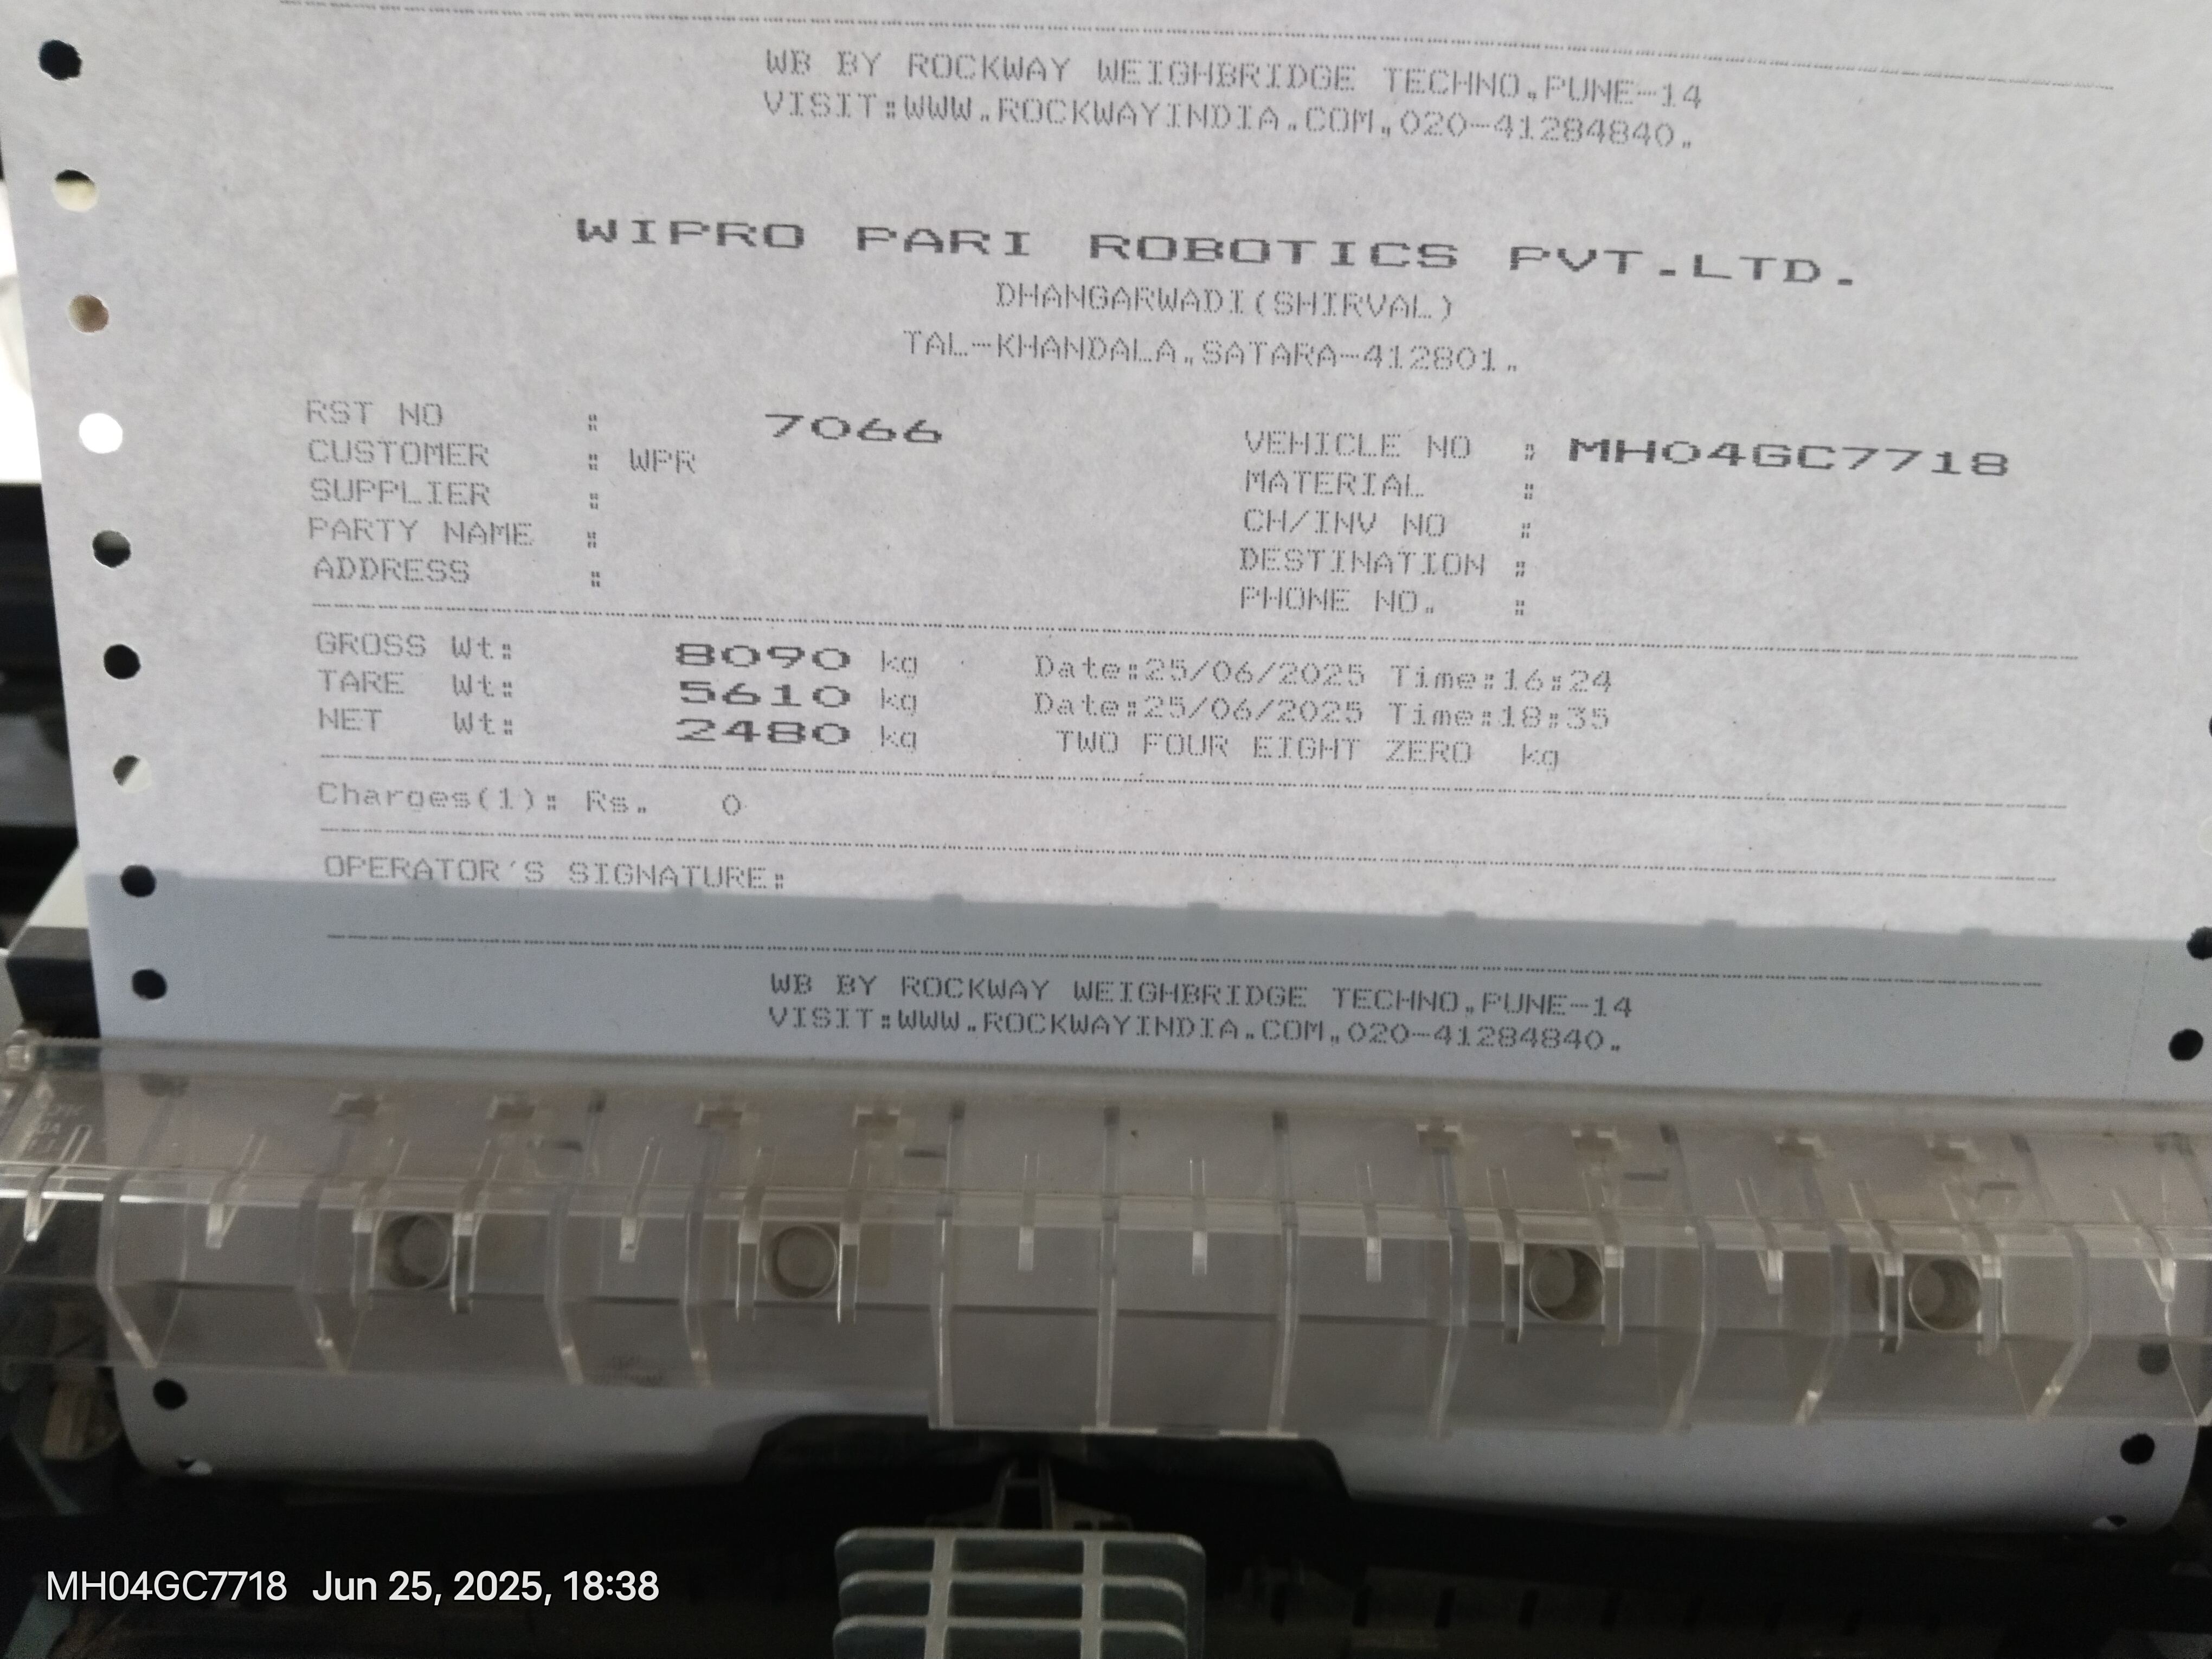 WB BY ROCKWAY WEIGHBRIDGE TECHNO.,PUNE-14
VISIT:WWW.ROCKWAYINDIA.COM,020-41284840.
WIPRO PARI ROBOTICS PVT.LTD.
DHANGARWADI(SHIRVAL)
TAL-KHANDALA,SATARA-412801.
RST NO : 7066 VEHICLE NO : MH04GC7718
CUSTOMER : WPR MATERIAL :
SUPPLIER : CH/INV NO :
PARTY NAME : DESTINATION :
ADDRESS : PHONE NO. :
GROSS Wt: 8090 kg Date:25/06/2025 Time:16:24
TARE Wt: 5610 kg Date:25/06/2025 Time:18:35
NET Wt: 2480 kg TWO FOUR EIGHT ZERO kg
Charges(1): Rs. 0
OPERATOR'S SIGNATURE:
WB BY ROCKWAY WEIGHBRIDGE TECHNO,PUNE-14
VISIT:WWW.ROCKWAYINDIA.COM,020-41284840.
MH04GC7718 Jun 25, 2025, 18:38